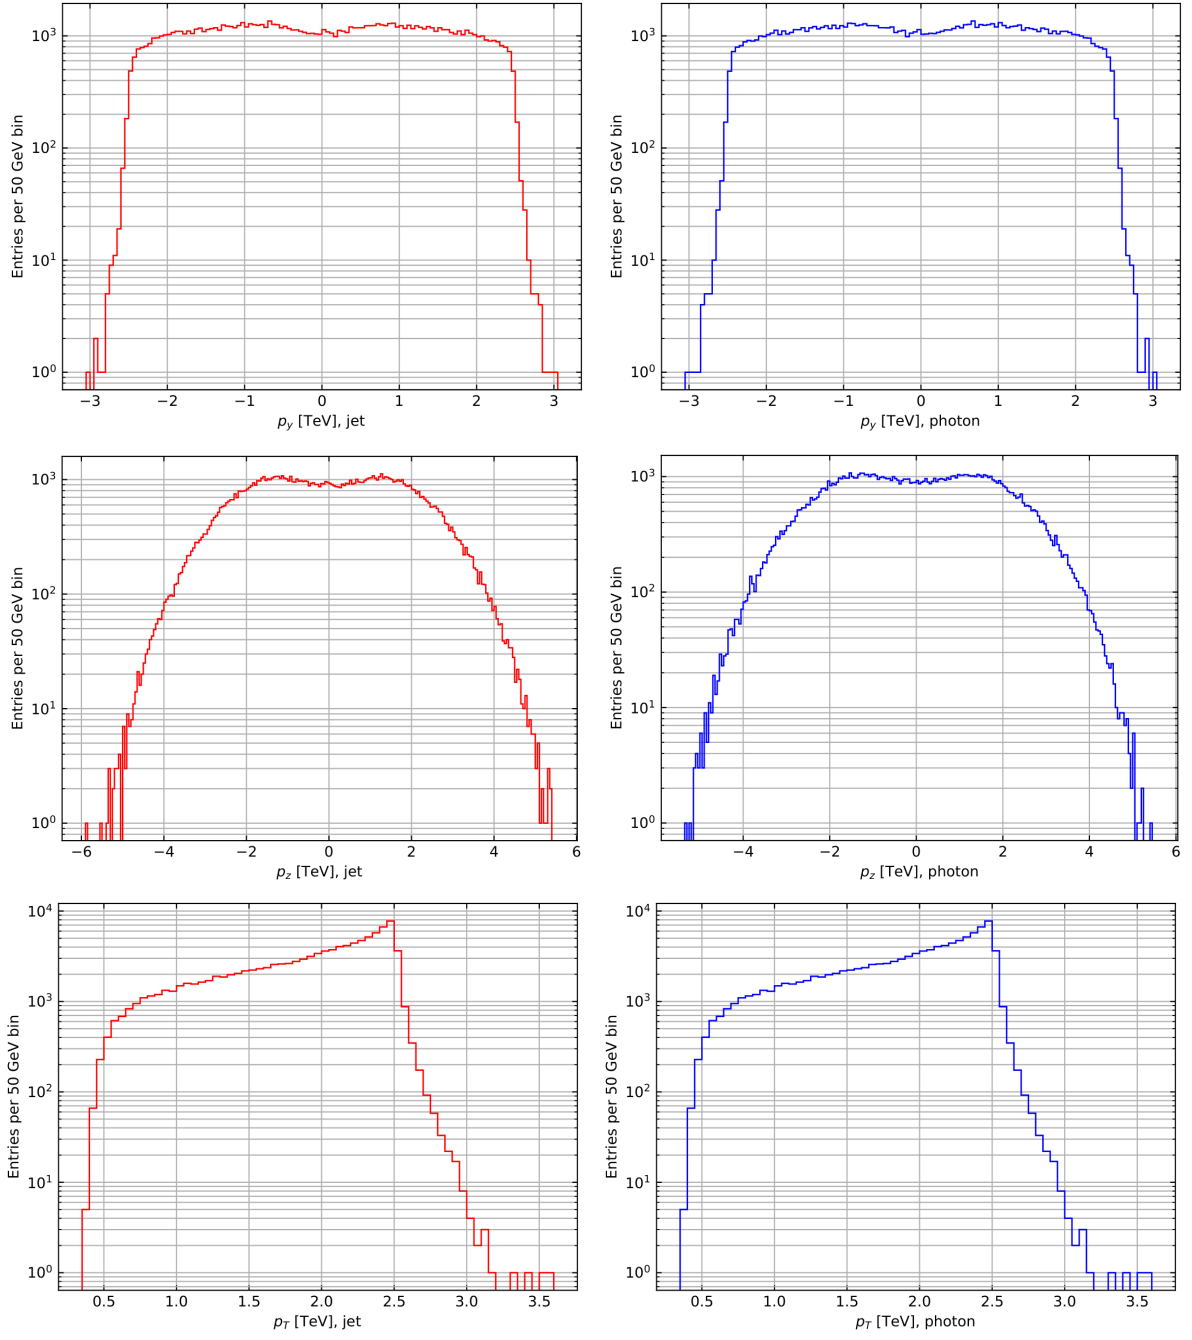 Entries per 50 GeV bin
10³
10²
10¹
10⁰
−3 −2 −1 0 1 2 3
p_y [TeV], jet
Entries per 50 GeV bin
10³
10²
10¹
10⁰
−3 −2 −1 0 1 2 3
p_y [TeV], photon
Entries per 50 GeV bin
10³
10²
10¹
10⁰
−6 −4 −2 0 2 4 6
p_z [TeV], jet
Entries per 50 GeV bin
10³
10²
10¹
10⁰
−4 −2 0 2 4 6
p_z [TeV], photon
Entries per 50 GeV bin
10⁴
10³
10²
10¹
10⁰
0.5 1.0 1.5 2.0 2.5 3.0 3.5
p_T [TeV], jet
Entries per 50 GeV bin
10⁴
10³
10²
10¹
10⁰
0.5 1.0 1.5 2.0 2.5 3.0 3.5
p_T [TeV], photon